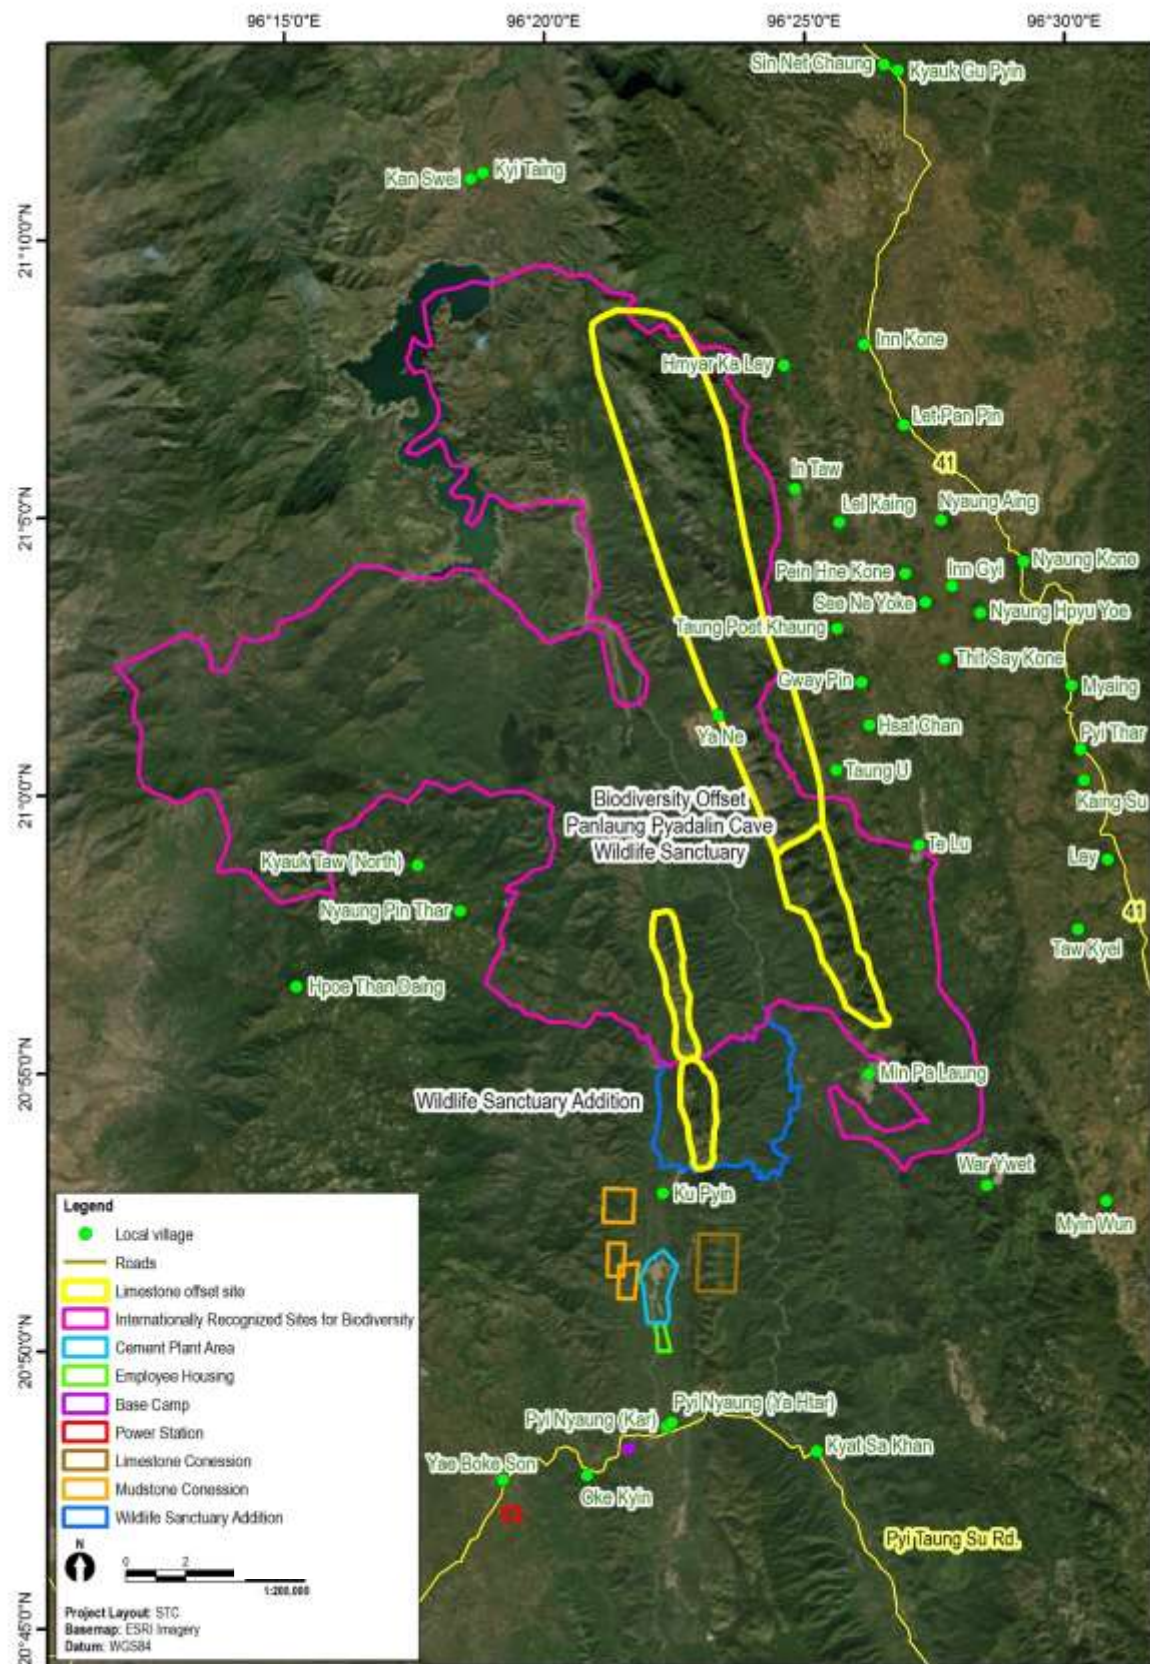 96°15'0"E
96°20'0"E
96°25'0"E
96°30'0"E
Sin Net Chaung
Kyauk Gu Pyin
Kan Swei
Kyi Taing
21°10'0"N
Inn Kone
Hmyar Ka Lay
Let Pan Pin
41
In Taw
Lel Kaing
Nyaung Aing
21°5'0"N
Nyaung Kone
Pein Hne Kone
Inn Gyi
See Ne Yoke
Nyaung Hpyu Yoe
Taung Post Khaung
Thit Say Kone
Gway Pin
Myaing
Ya Ne
Hsat Chan
Pyi Thar
Taung U
21°0'0"N
Kaing Su
Biodiversity Offset
Panlaung Pyadalin Cave
Wildlife Sanctuary
Ta Lu
Lay
Kyauk Taw (North)
Nyaung Pin Thar
41
Taw Kyei
Hpoe Than Daing
20°55'0"N
Min Pa Laung
Wildlife Sanctuary Addition
War Ywet
Ku Pyin
Myin Wun
20°50'0"N
Pyi Nyaung (Ya Htar)
Pyi Nyaung (Kar)
Kyat Sa Khan
Yae Boke Son
Oke Kyin
Pyi Taung Su Rd.
20°45'0"N
Legend
Local village
Roads
Limestone offset site
Internationally Recognized Sites for Biodiversity
Cement Plant Area
Employee Housing
Base Camp
Power Station
Limestone Conession
Mudstone Conession
Wildlife Sanctuary Addition
N
0 2
1:200,000
Project Layout: STC
Basemap: ESRI Imagery
Datum: WGS84